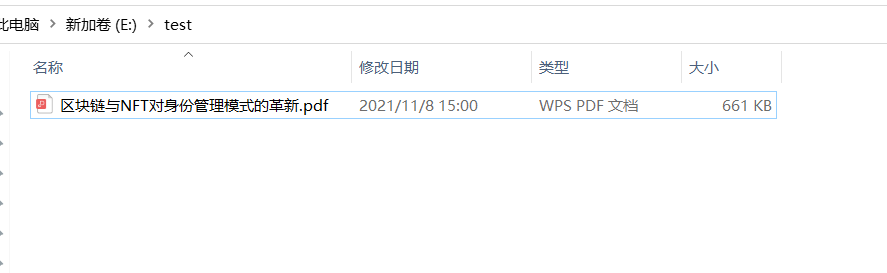 此电脑 > 新加卷 (E:) > test
名称 修改日期 类型 大小
区块链与NFT对身份管理模式的革新.pdf 2021/11/8 15:00 WPS PDF 文档 661 KB